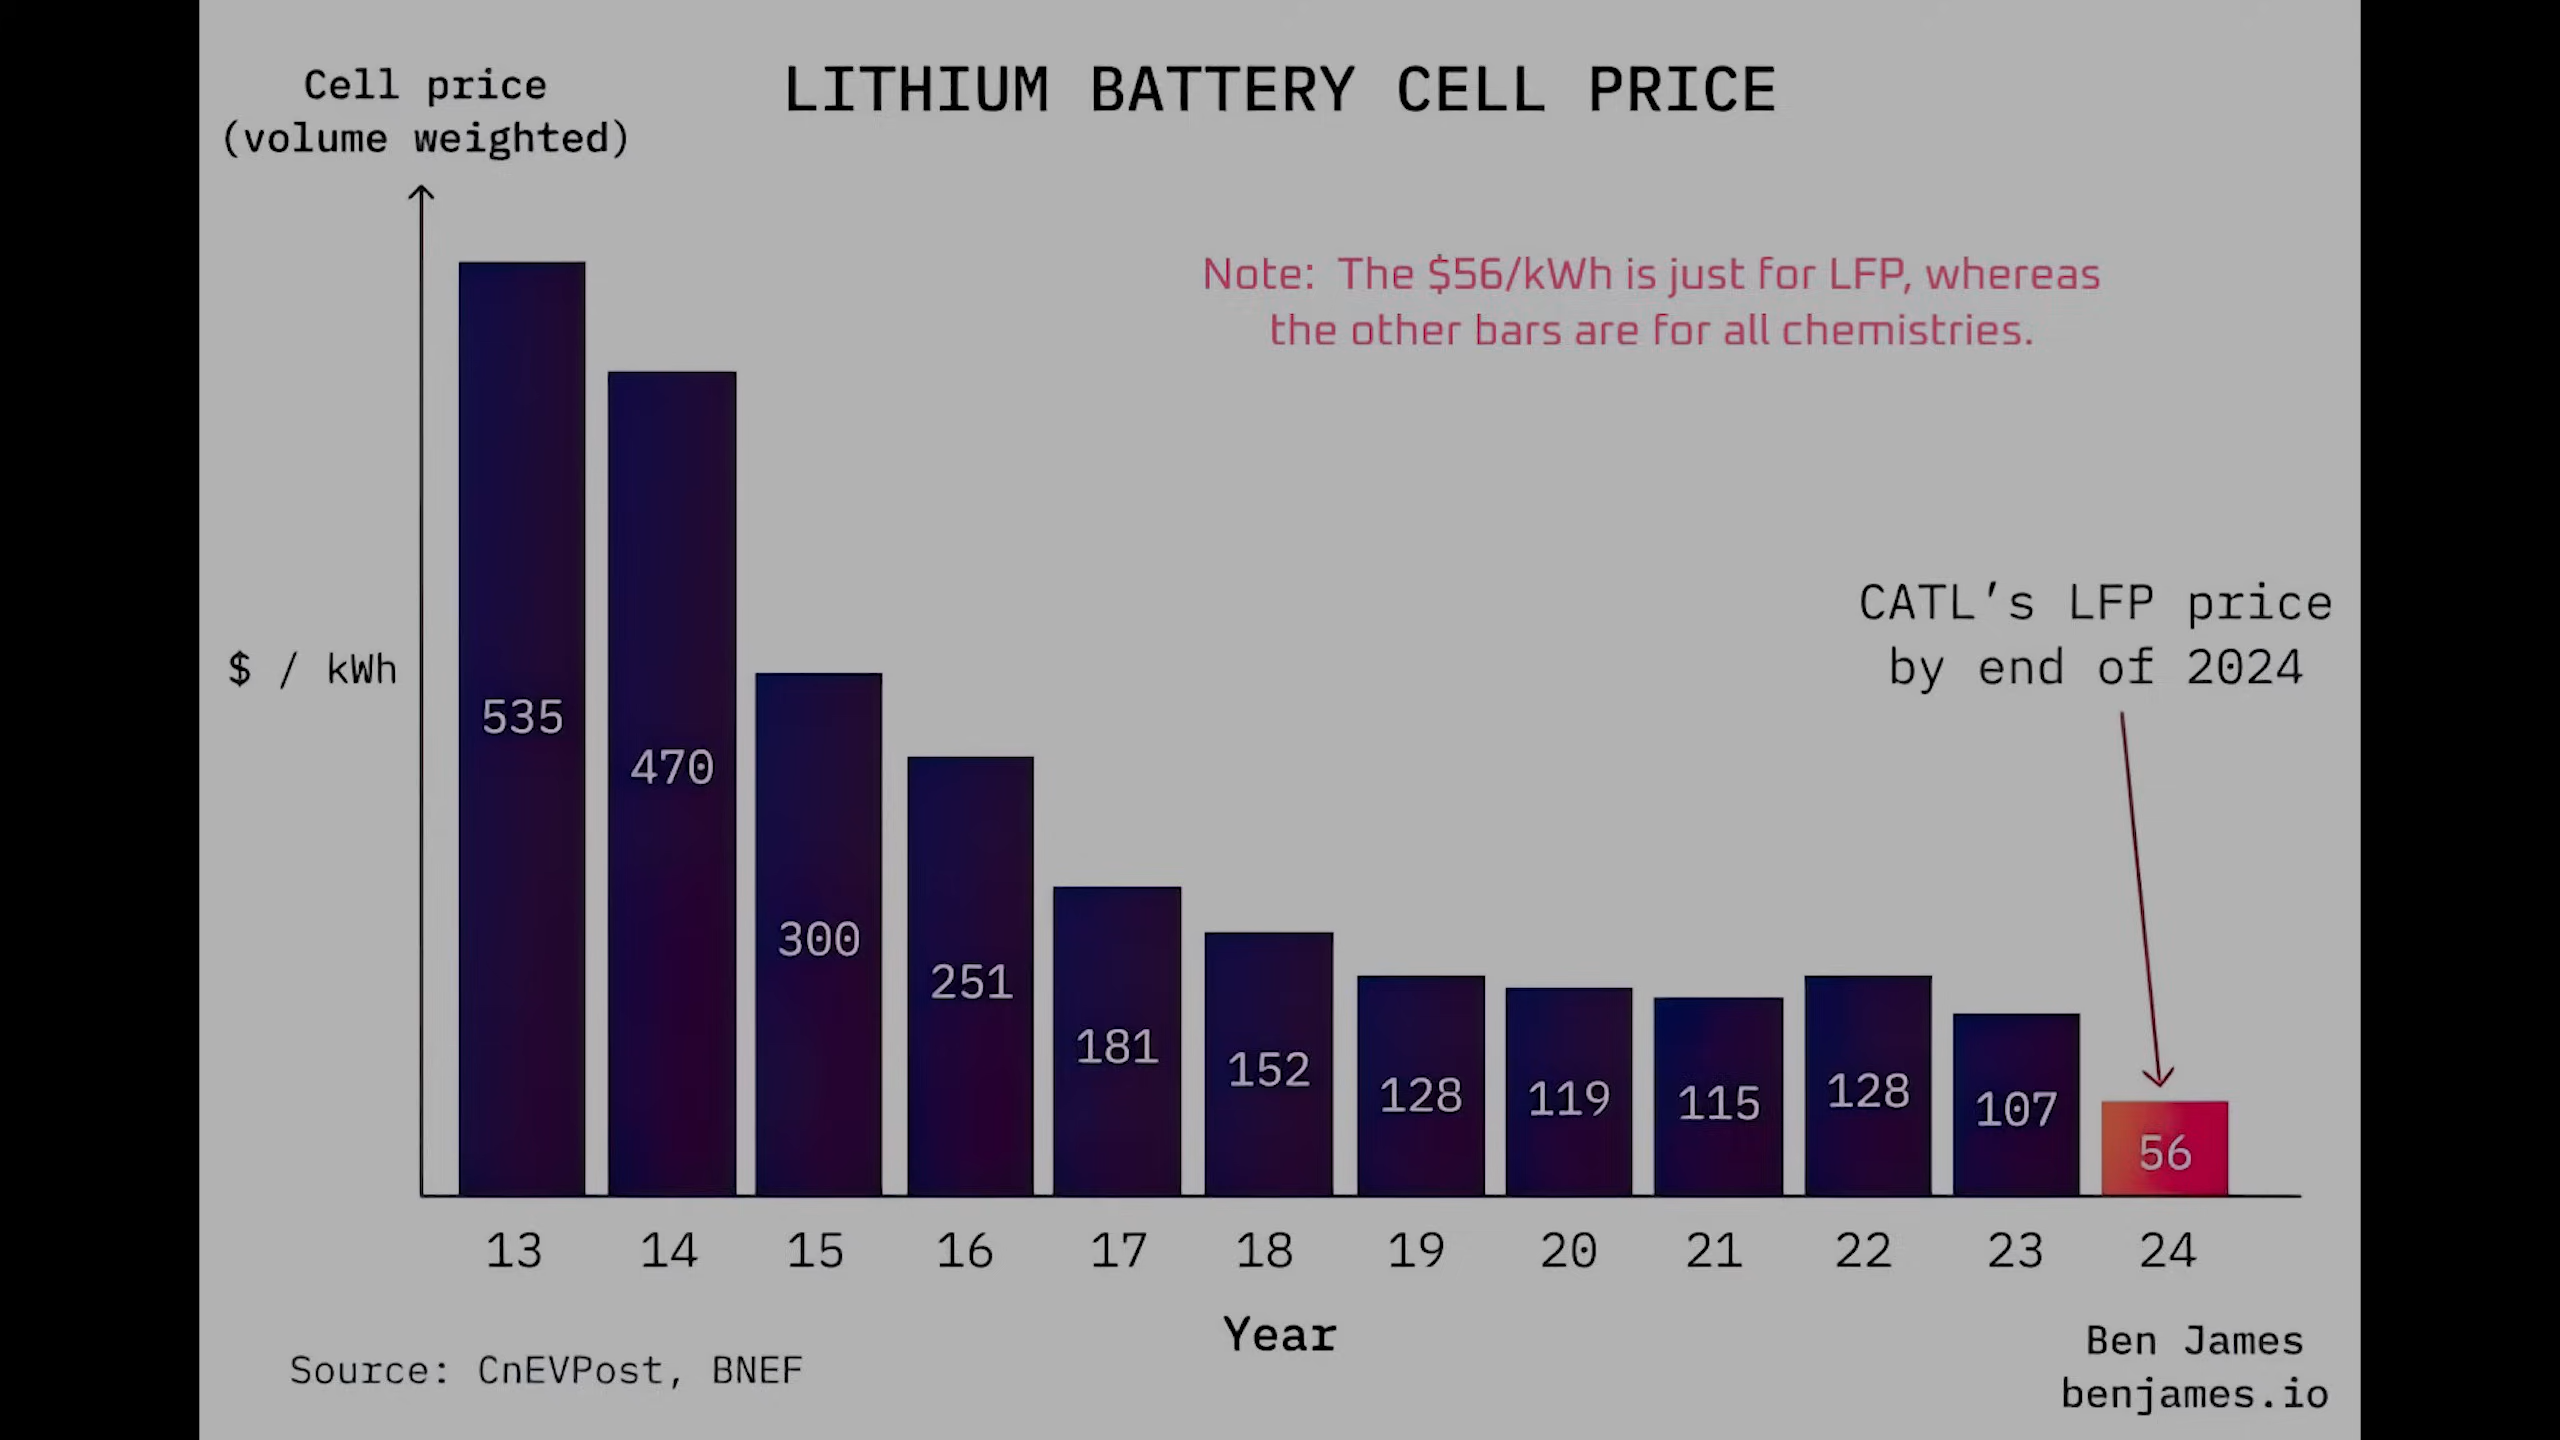 LITHIUM BATTERY CELL PRICE
Cell price
(volume weighted)
Note: The $56/kWh is just for LFP, whereas
the other bars are for all chemistries.
CATL’s LFP price
by end of 2024
$ / kWh
535
470
300
251
181
152
128
119
115
128
107
56
13 14 15 16 17 18 19 20 21 22 23 24
Year
Source: CnEVPost, BNEF
Ben James
benjames.io